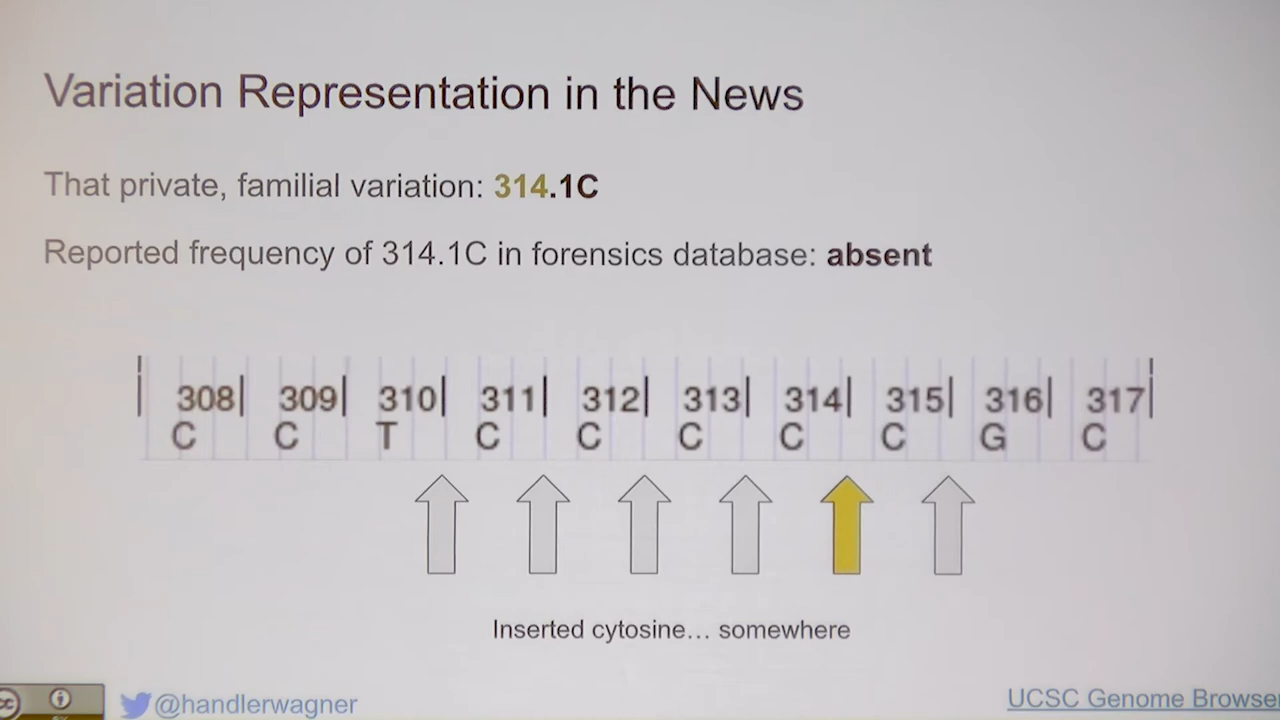 Variation Representation in the News
That private, familial variation: 314.1C
Reported frequency of 314.1C in forensics database: absent
308| 309| 310| 311| 312| 313| 314| 315| 316| 317|
C C T C C C C C G C
Inserted cytosine... somewhere
@handlerwagner
UCSC Genome Browse